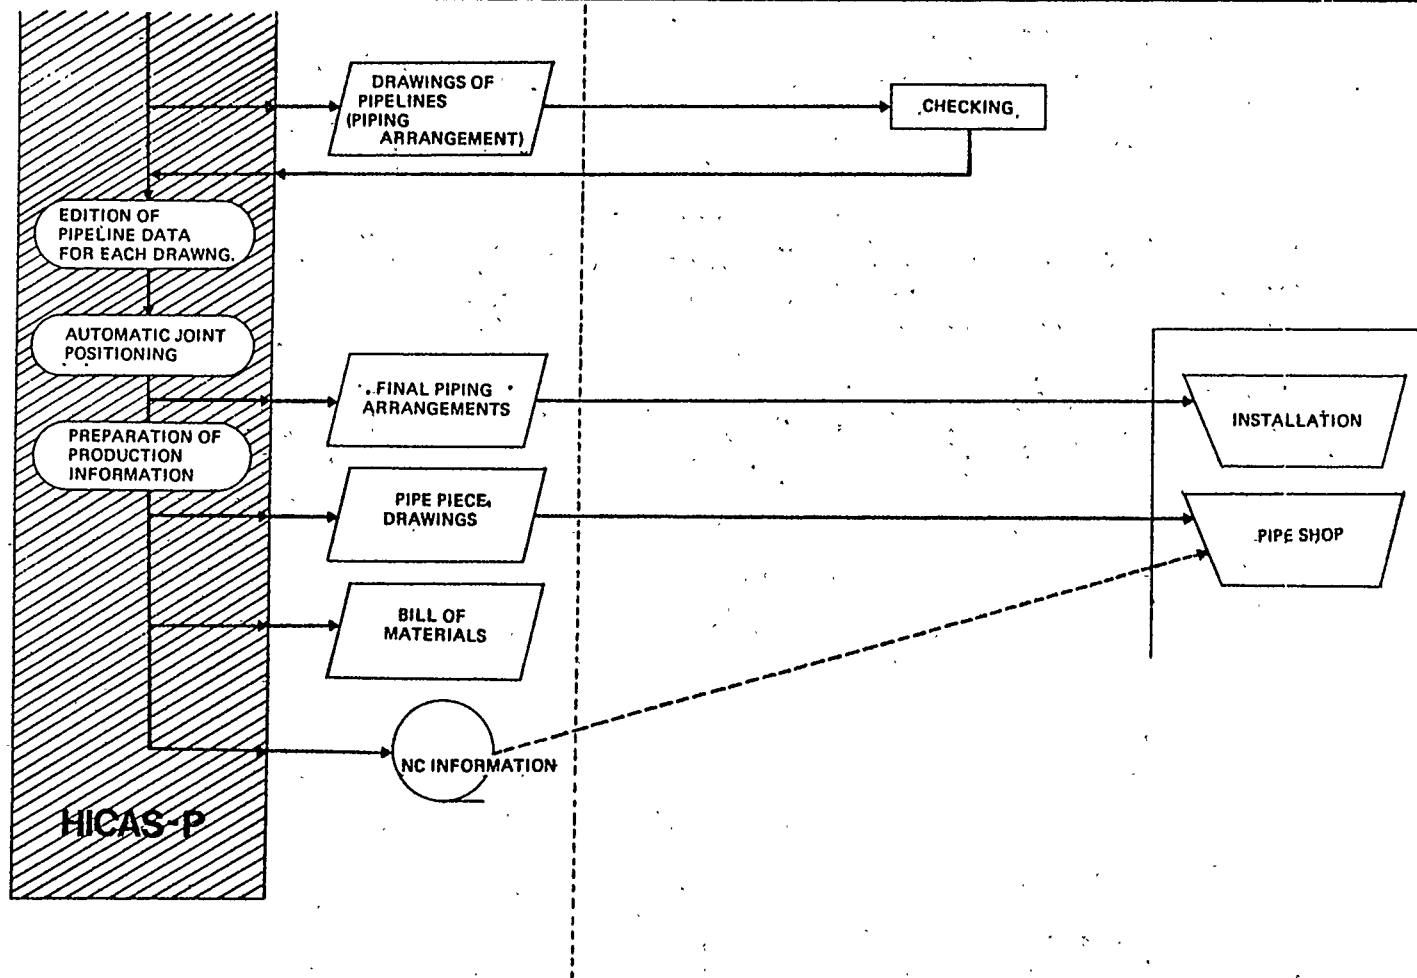 DRAWINGS OF
PIPELINES
(PIPING
ARRANGEMENT)
CHECKING
EDITION OF
PIPELINE DATA
FOR EACH DRAWNG.
AUTOMATIC JOINT
POSITIONING
FINAL PIPING
ARRANGEMENTS
INSTALLATION
PREPARATION OF
PRODUCTION
INFORMATION
PIPE PIECE
DRAWINGS
PIPE SHOP
BILL OF
MATERIALS
NC INFORMATION
HICAS-P